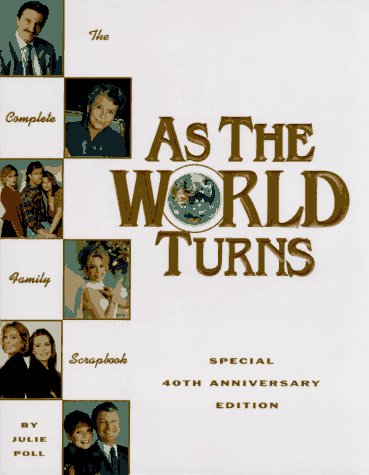 The
Complete
Family
Scrapbook
AS THE
WORLD
TURNS
SPECIAL
40TH ANNIVERSARY
EDITION
BY
JULIE
POLL